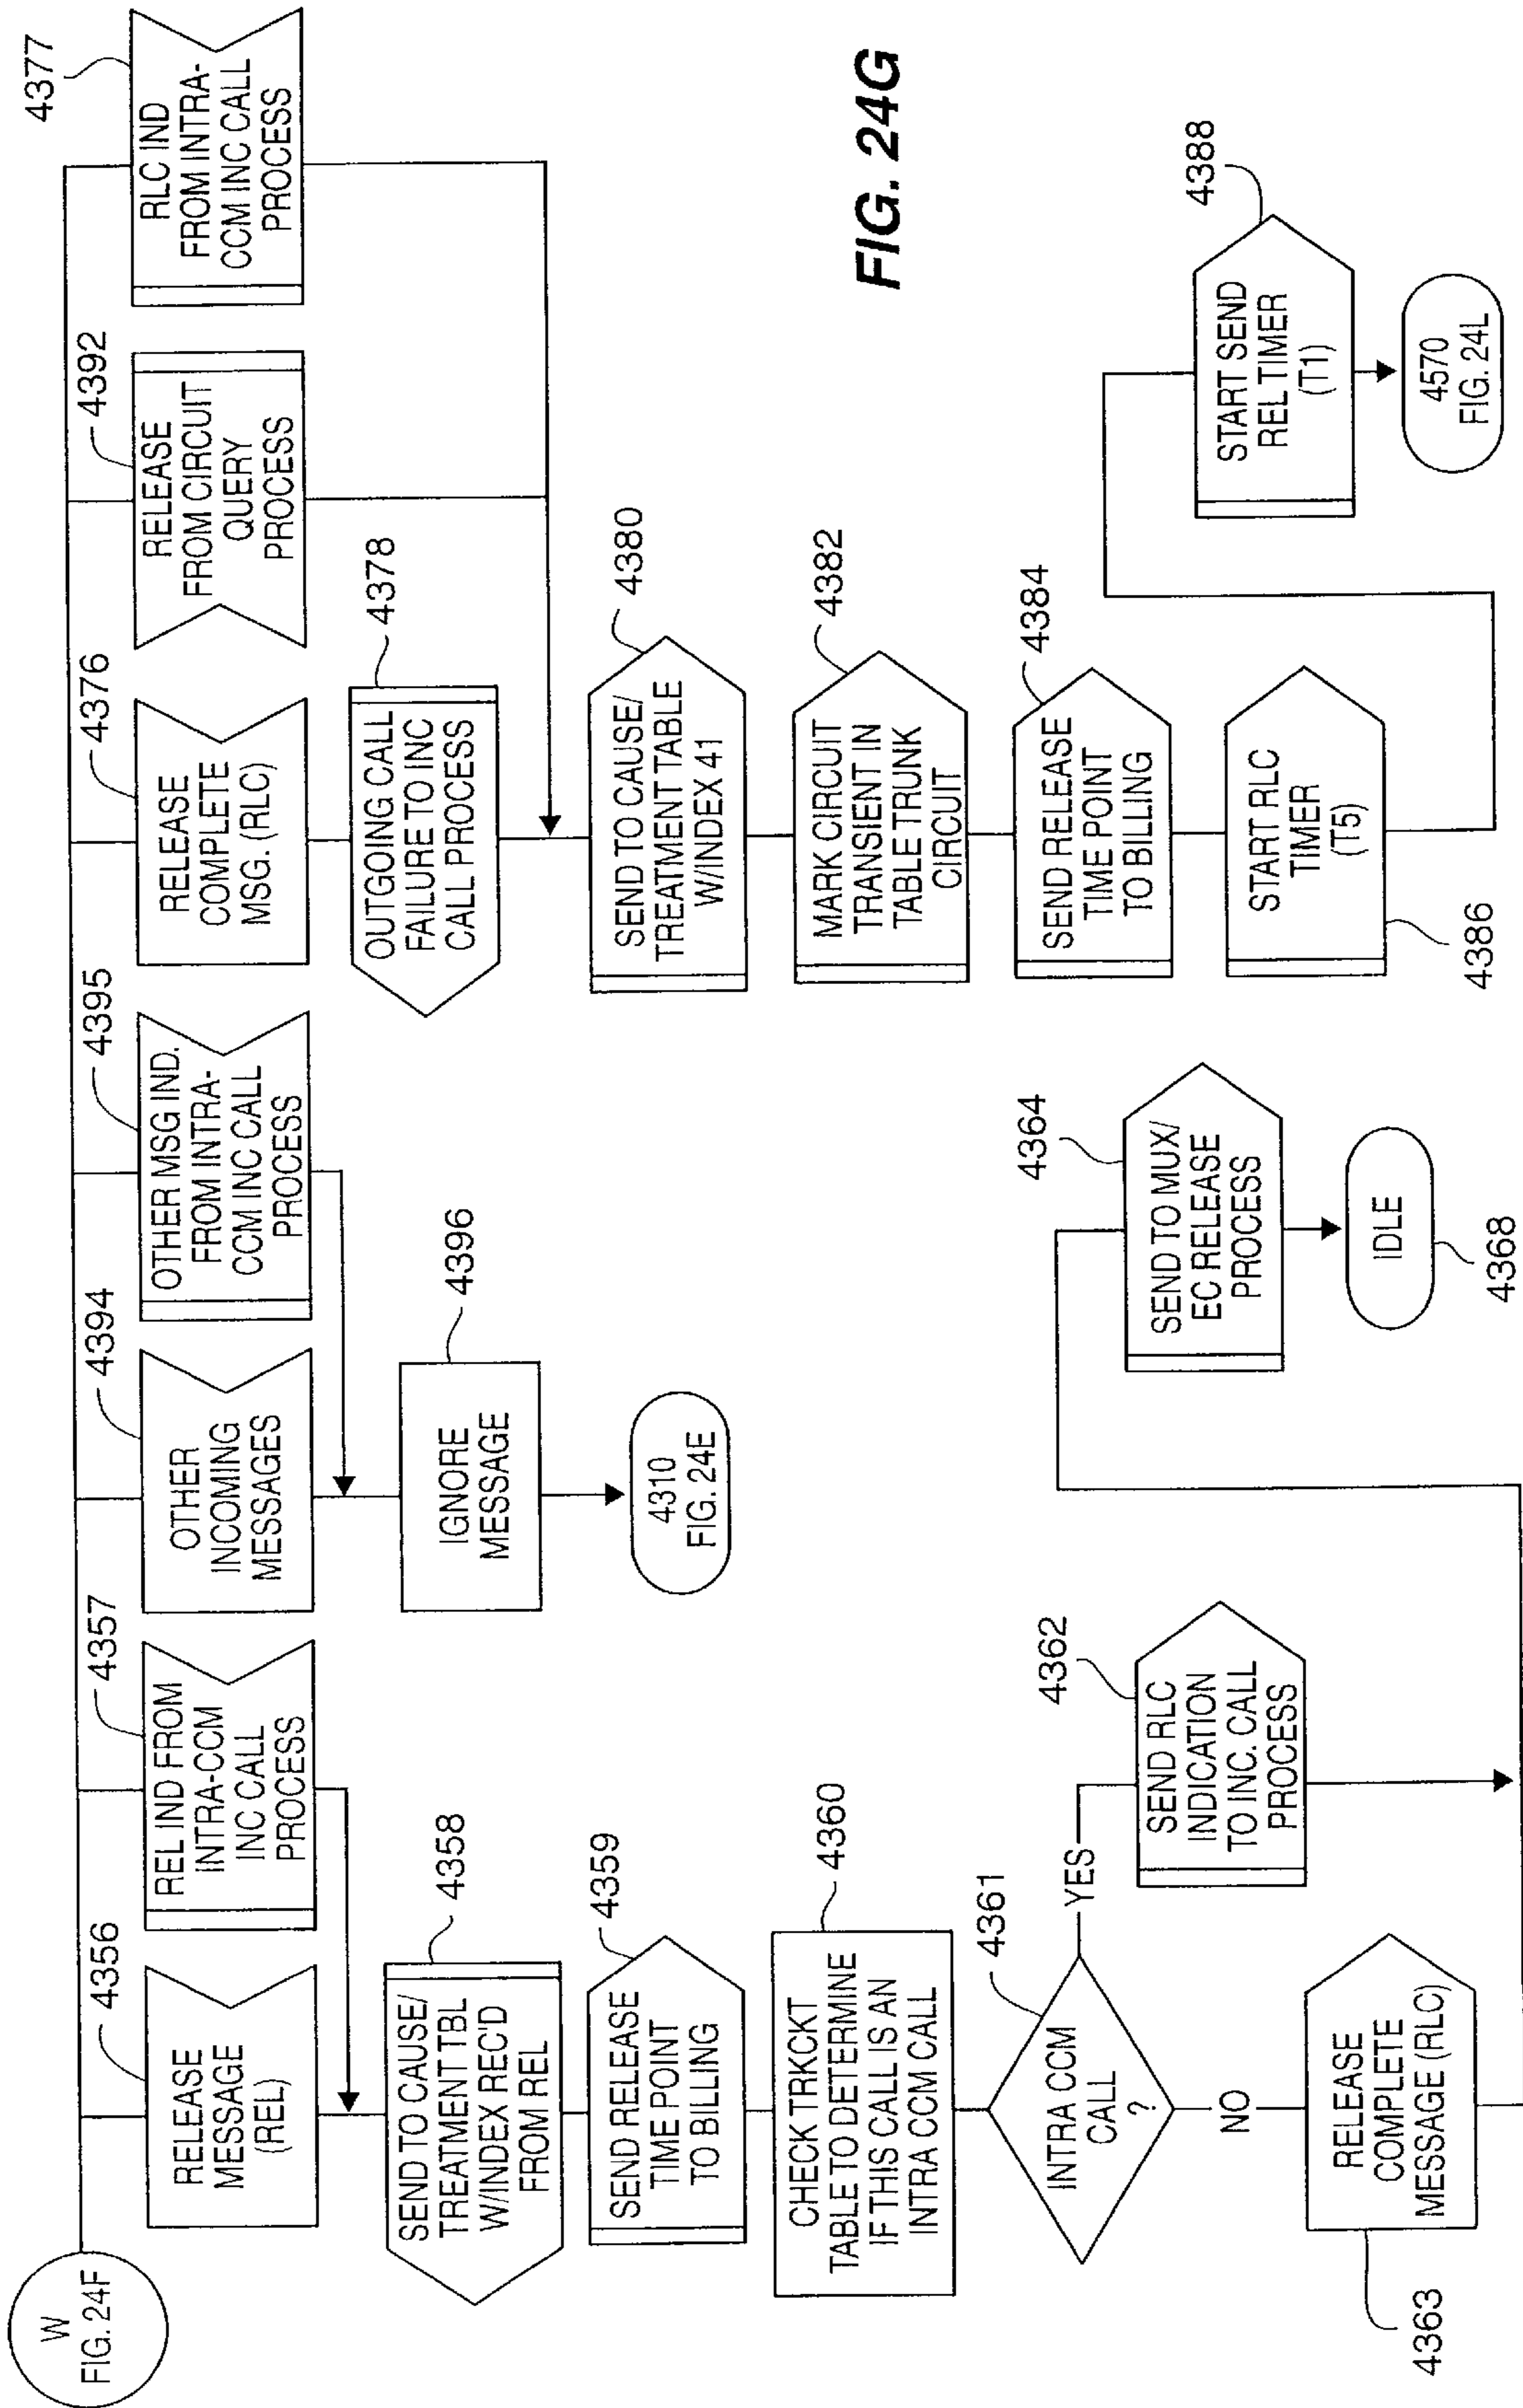 W
FIG. 24F
4356
RELEASE
MESSAGE
(REL)
4357
REL IND FROM
INTRA-CCM
INC CALL
PROCESS
4394
OTHER
INCOMING
MESSAGES
4395
OTHER MSG IND.
FROM INTRA-
CCM INC CALL
PROCESS
4376
RELEASE
COMPLETE
MSG. (RLC)
4392
RELEASE
FROM CIRCUIT
QUERY
PROCESS
4377
RLC IND
FROM INTRA-
CCM INC CALL
PROCESS
4358
SEND TO CAUSE/
TREATMENT TBL
W/INDEX REC'D
FROM REL
4359
SEND RELEASE
TIME POINT
TO BILLING
4360
CHECK TRKCKT
TABLE TO DETERMINE
IF THIS CALL IS AN
INTRA CCM CALL
4361
INTRA CCM
CALL
?
YES
NO
4362
SEND RLC
INDICATION
TO INC. CALL
PROCESS
4363
RELEASE
COMPLETE
MESSAGE (RLC)
4396
IGNORE
MESSAGE
4310
FIG. 24E
4364
SEND TO MUX/
EC RELEASE
PROCESS
IDLE
4368
4378
OUTGOING CALL
FAILURE TO INC
CALL PROCESS
4380
SEND TO CAUSE/
TREATMENT TABLE
W/INDEX 41
4382
MARK CIRCUIT
TRANSIENT IN
TABLE TRUNK
CIRCUIT
4384
SEND RELEASE
TIME POINT
TO BILLING
START RLC
TIMER
(T5)
4386
4388
START SEND
REL TIMER
(T1)
4570
FIG. 24L
FIG. 24G